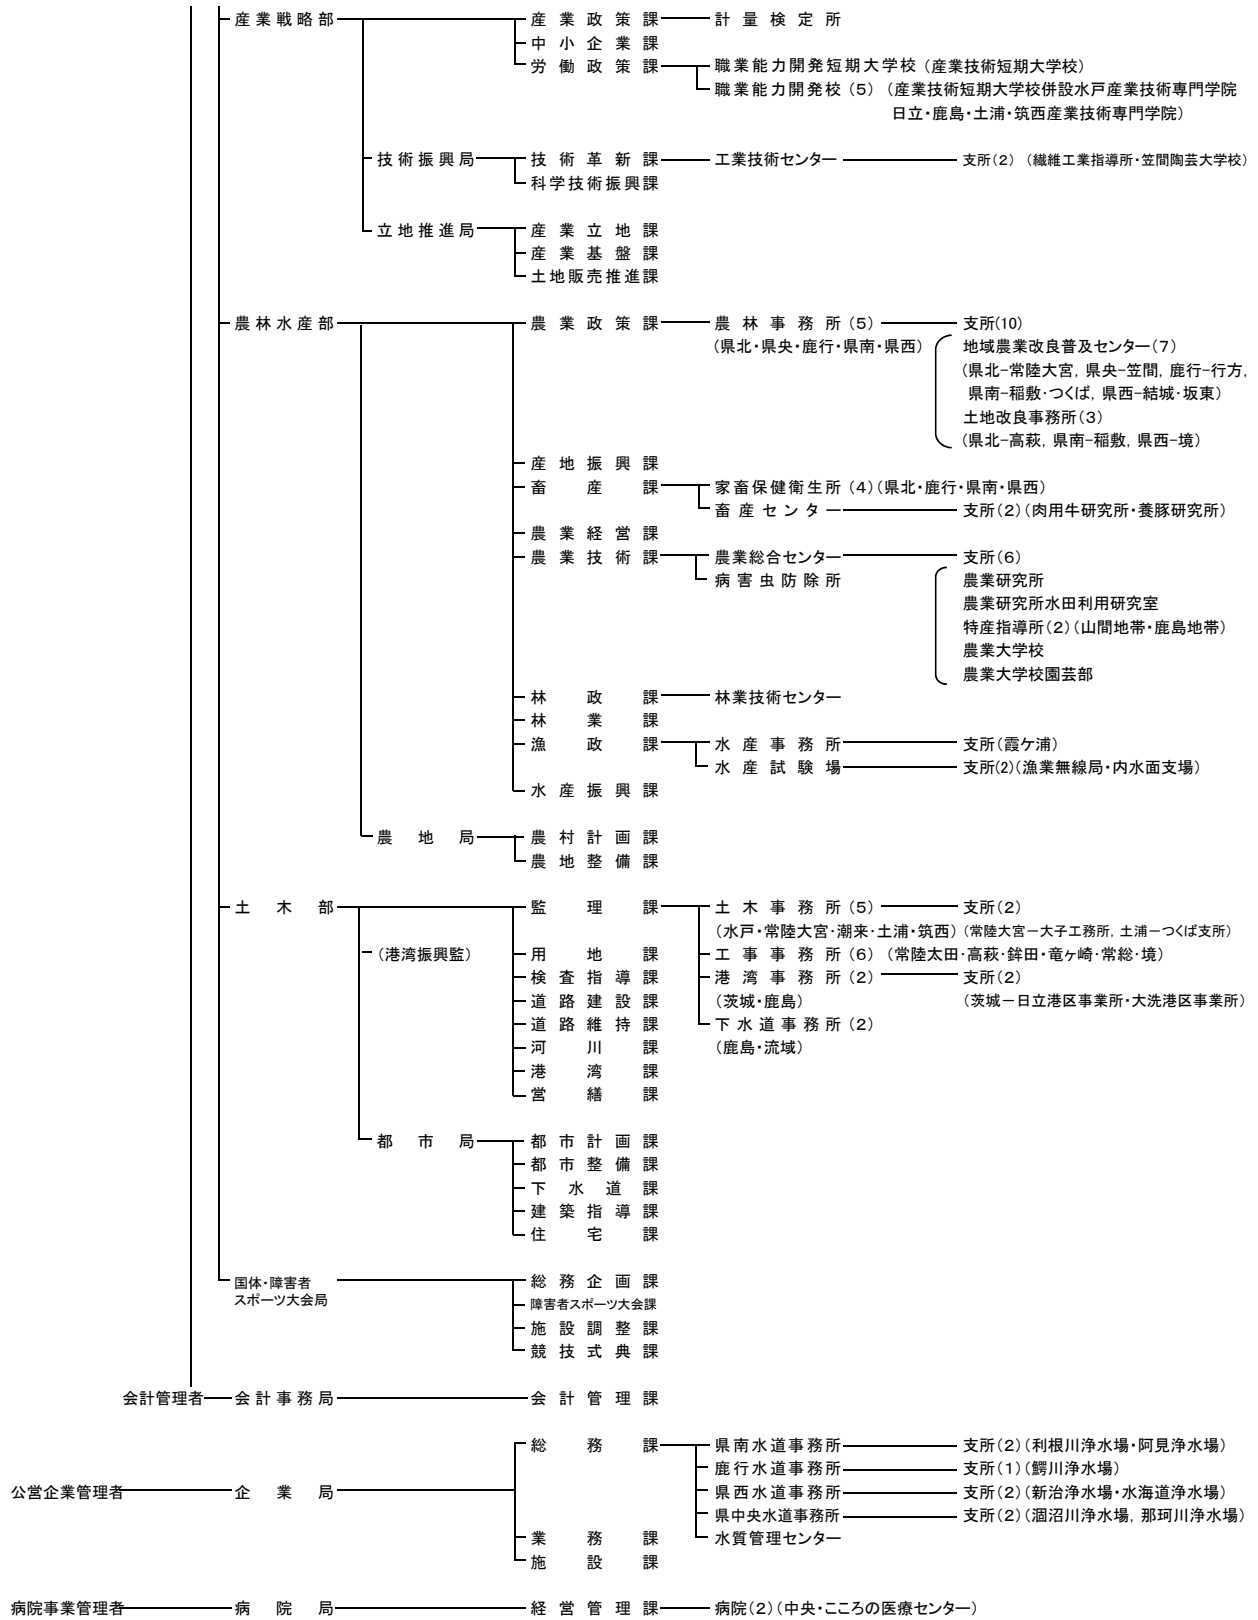 産業戦略部 産業政策課 計量検定所
中小企業課
労働政策課 職業能力開発短期大学校（産業技術短期大学校）
職業能力開発校（5）（産業技術短期大学校併設水戸産業技術専門学院
日立・鹿島・土浦・筑西産業技術専門学院）
技術振興局 技術革新課 工業技術センター 支所（2）（繊維工業指導所・笠間陶芸大学校）
科学技術振興課
立地推進局 産業立地課
産業基盤課
土地販売推進課
農林水産部 農業政策課 農林事務所（5） 支所(10)
（県北・県央・鹿行・県南・県西） 地域農業改良普及センター（7）
（県北－常陸大宮，県央－笠間，鹿行－行方，
県南－稲敷・つくば，県西－結城・坂東）
土地改良事務所（3）
（県北－高萩，県南－稲敷，県西－境）
産地振興課
畜産課 家畜保健衛生所（4）（県北・鹿行・県南・県西）
畜産センター 支所（2）（肉用牛研究所・養豚研究所）
農業経営課
農業技術課 農業総合センター 支所（6）
病害虫防除所 農業研究所
農業研究所水田利用研究室
特産指導所（2）（山間地帯・鹿島地帯）
農業大学校
農業大学校園芸部
林政課 林業技術センター
林業課
漁政課 水産事務所 支所（霞ケ浦）
水産試験場 支所(2)（漁業無線局・内水面支場）
水産振興課
農地局 農村計画課
農地整備課
土木部 監理課 土木事務所（5） 支所（2）
（水戸・常陸大宮・潮来・土浦・筑西）（常陸大宮－大子工務所，土浦－つくば支所）
（港湾振興監） 用地課 工事事務所（6）（常陸太田・高萩・鉾田・竜ヶ崎・常総・境）
検査指導課 港湾事務所（2） 支所（2）
道路建設課 （茨城・鹿島） （茨城－日立港区事業所・大洗港区事業所）
道路維持課 下水道事務所（2）
河川課 （鹿島・流域）
港湾課
営繕課
都市局 都市計画課
都市整備課
下水道課
建築指導課
住宅課
国体・障害者 総務企画課
スポーツ大会局
障害者スポーツ大会課
施設調整課
競技式典課
会計管理者 会計事務局 会計管理課
総務課 県南水道事務所 支所（2）（利根川浄水場・阿見浄水場）
鹿行水道事務所 支所（1）（鰐川浄水場）
公営企業管理者 企業局 県西水道事務所 支所（2）（新治浄水場・水海道浄水場）
県中央水道事務所 支所（2）（涸沼川浄水場，那珂川浄水場）
業務課 水質管理センター
施設課
病院事業管理者 病院局 経営管理課 病院（2）（中央・こころの医療センター）